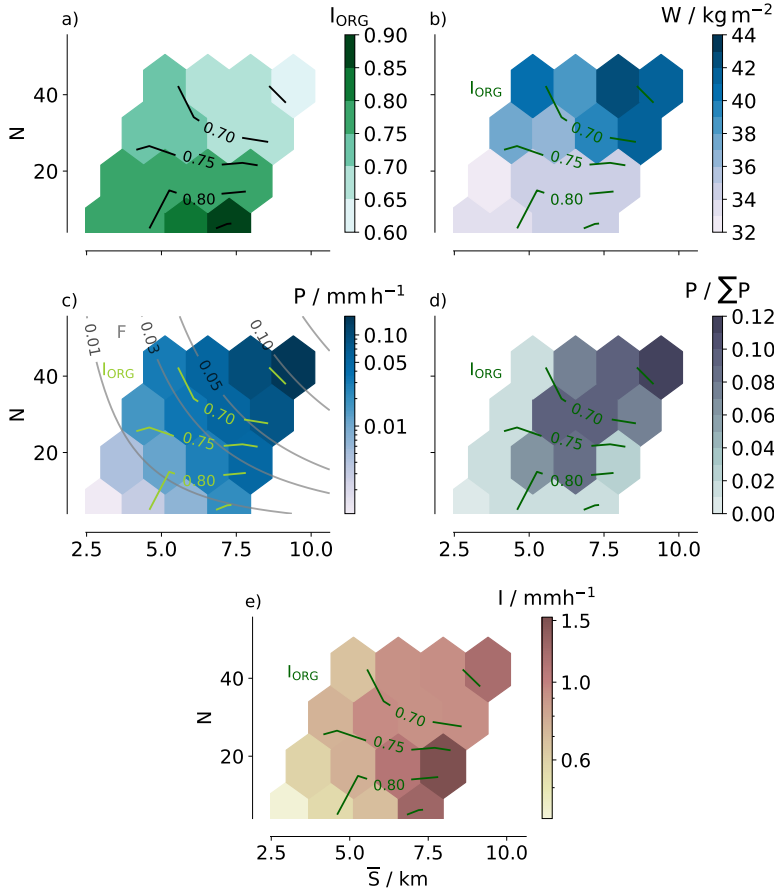 a)
I_ORG
N
40
20
0.70
0.75
0.80
0.90
0.85
0.80
0.75
0.70
0.65
0.60
b)
W / kg m⁻²
I_ORG
0.70
0.75
0.80
44
42
40
38
36
34
32
c)
P / mm h⁻¹
N
40
20
0.01
F
0.03
0.05
0.10
I_ORG
0.70
0.75
0.80
0.10
0.05
0.01
2.5 5.0 7.5 10.0
d)
P / ∑P
I_ORG
0.70
0.75
0.80
0.12
0.10
0.08
0.06
0.04
0.02
0.00
2.5 5.0 7.5 10.0
e)
I / mmh⁻¹
N
40
20
I_ORG
0.70
0.75
0.80
1.5
1.0
0.6
2.5 5.0 7.5 10.0
S̅ / km